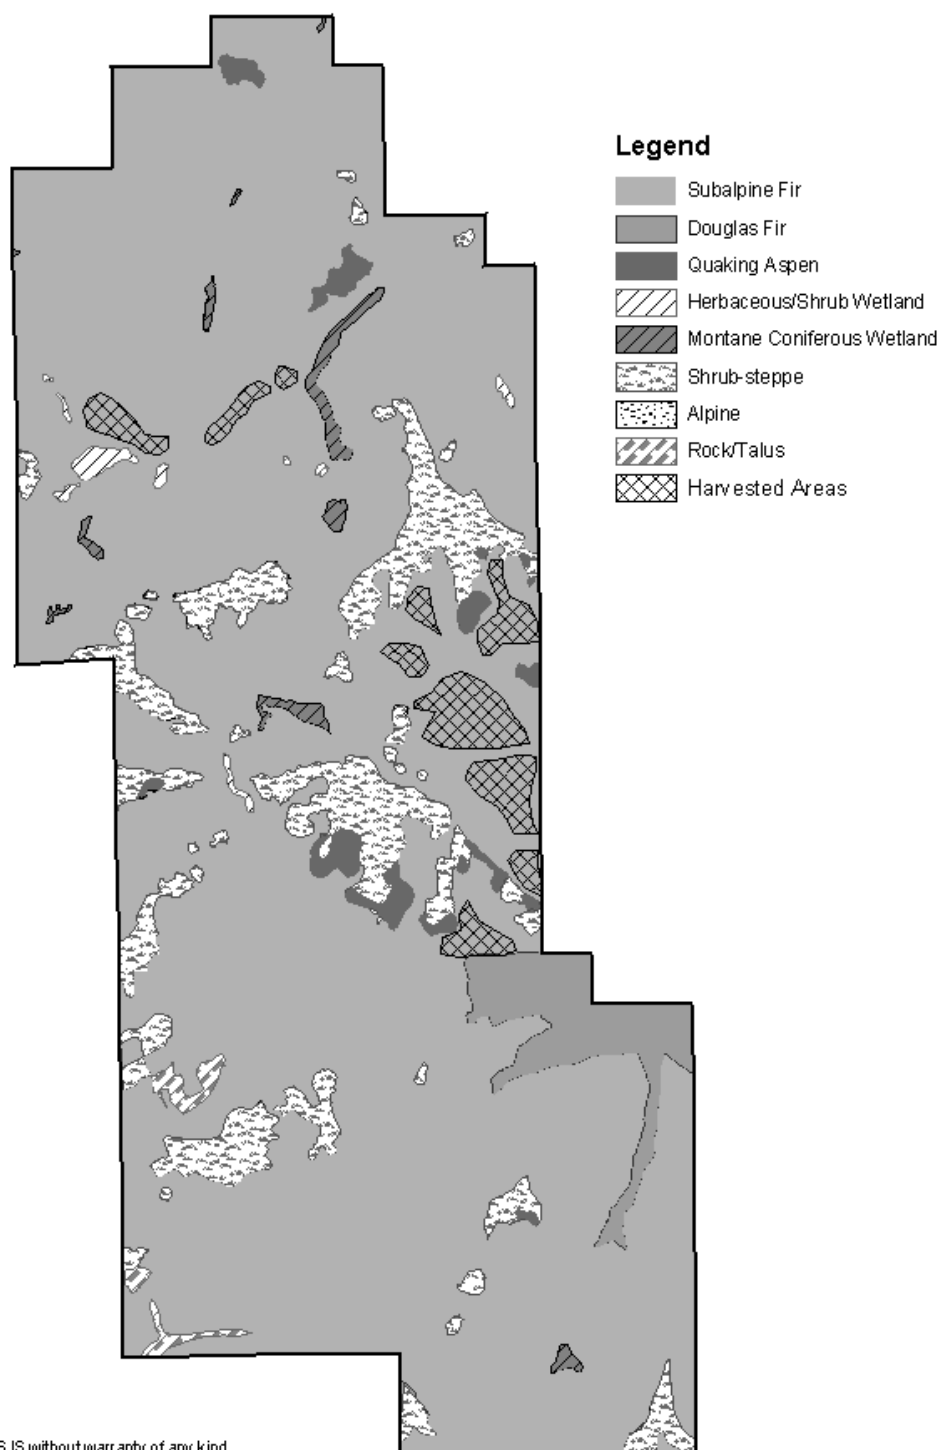 Legend
Subalpine Fir
Douglas Fir
Quaking Aspen
Herbaceous/Shrub Wetland
Montane Coniferous Wetland
Shrub-steppe
Alpine
Rock/Talus
Harvested Areas
S IS without warranty of any kind